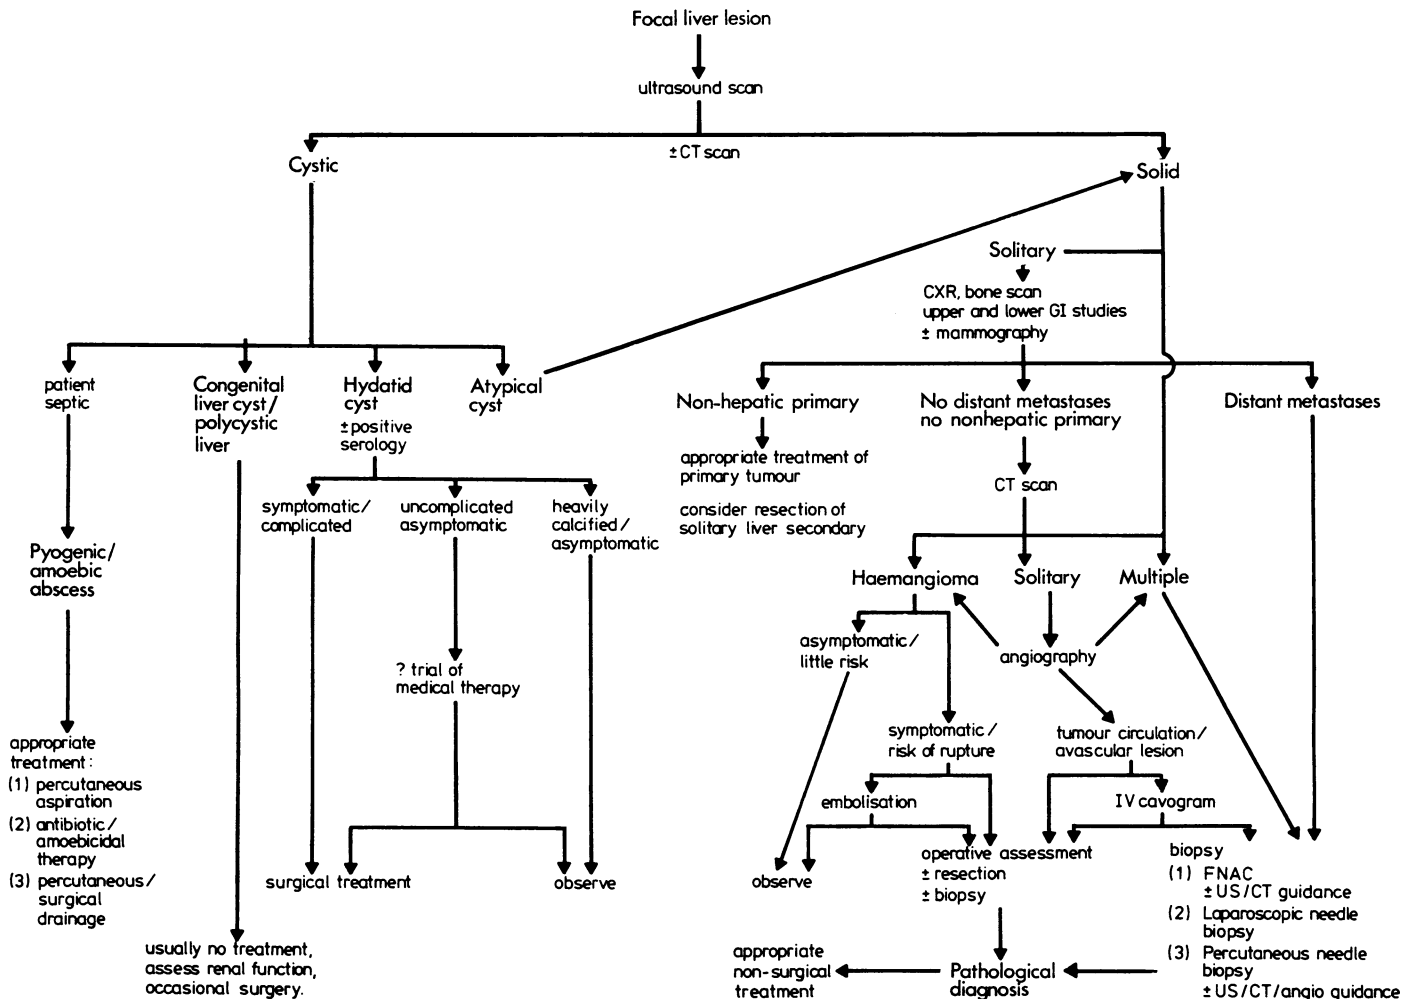 Focal liver lesion
ultrasound scan
± CT scan
Cystic
Solid
Solitary
CXR, bone scan
upper and lower GI studies
± mammography
patient
septic
Congenital
liver cyst/
polycystic
liver
Hydatid
cyst
± positive
serology
Atypical
cyst
Non-hepatic primary
No distant metastases
no nonhepatic primary
Distant metastases
appropriate treatment of
primary tumour
consider resection of
solitary liver secondary
CT scan
symptomatic/
complicated
uncomplicated
asymptomatic
heavily
calcified/
asymptomatic
Pyogenic/
amoebic
abscess
Haemangioma
Solitary
Multiple
asymptomatic/
little risk
angiography
? trial of
medical therapy
symptomatic/
risk of rupture
tumour circulation/
avascular lesion
appropriate
treatment:
(1) percutaneous
aspiration
(2) antibiotic/
amoebicidal
therapy
(3) percutaneous/
surgical
drainage
embolisation
IV cavogram
surgical treatment
observe
observe
operative assessment
± resection
± biopsy
biopsy
(1) FNAC
± US/CT guidance
(2) Laparoscopic needle
biopsy
(3) Percutaneous needle
biopsy
± US/CT/angio guidance
usually no treatment,
assess renal function,
occasional surgery.
appropriate
non-surgical
treatment
Pathological
diagnosis